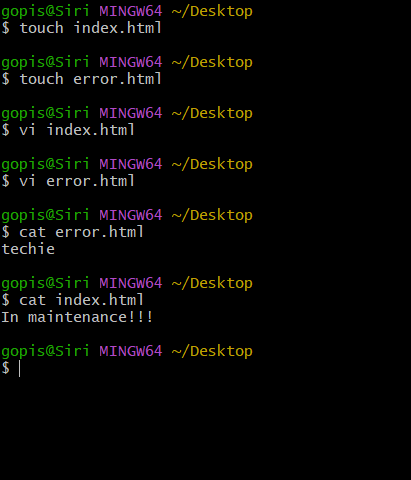 gopis@Siri MINGW64 ~/Desktop
$ touch index.html
gopis@Siri MINGW64 ~/Desktop
$ touch error.html
gopis@Siri MINGW64 ~/Desktop
$ vi index.html
gopis@Siri MINGW64 ~/Desktop
$ vi error.html
gopis@Siri MINGW64 ~/Desktop
$ cat error.html
techie
gopis@Siri MINGW64 ~/Desktop
$ cat index.html
In maintenance!!!
gopis@Siri MINGW64 ~/Desktop
$